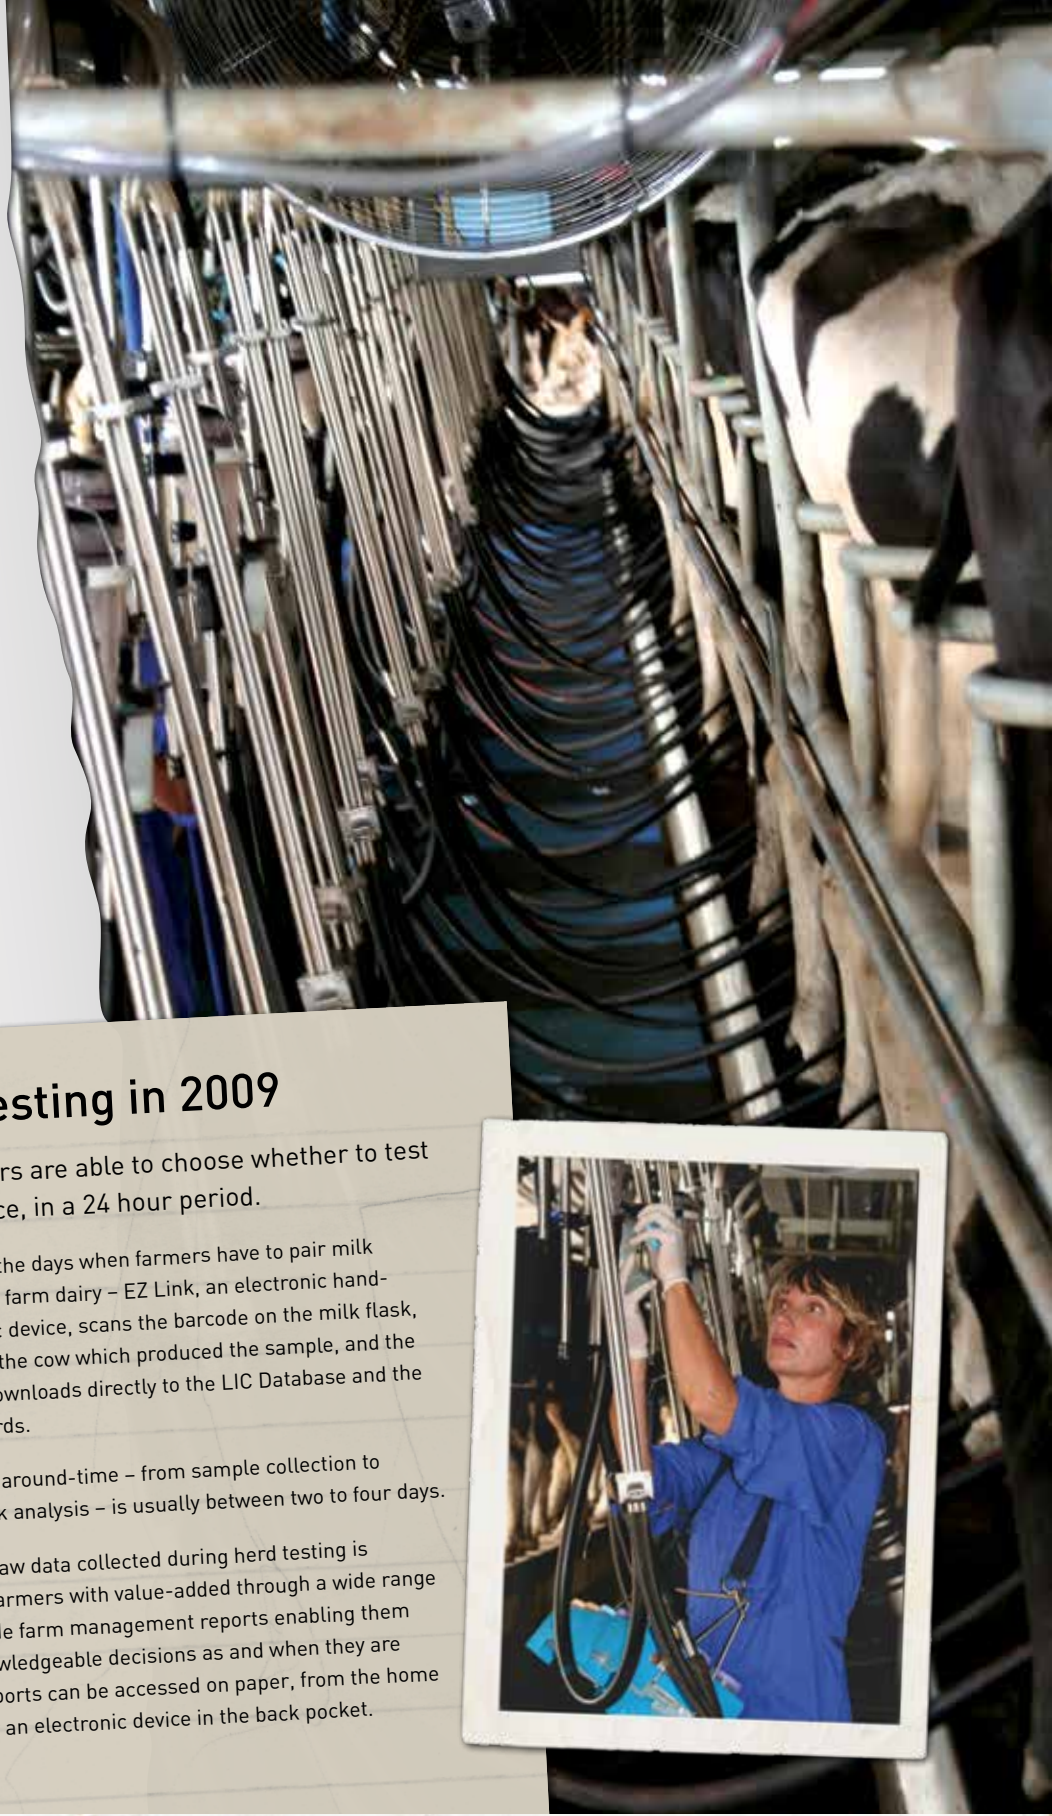 esting in 2009
rs are able to choose whether to test
ce, in a 24 hour period.
the days when farmers have to pair milk
farm dairy – EZ Link, an electronic hand-
device, scans the barcode on the milk flask,
the cow which produced the sample, and the
ownloads directly to the LIC Database and the
rds.
around-time – from sample collection to
k analysis – is usually between two to four days.
aw data collected during herd testing is
armers with value-added through a wide range
le farm management reports enabling them
wledgeable decisions as and when they are
ports can be accessed on paper, from the home
an electronic device in the back pocket.